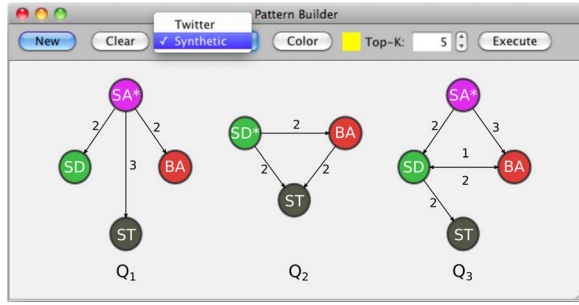 Pattern Builder
Twitter
New Clear ✓ Synthetic Color Top-K: 5 Execute
SA* SA*
2 2 2 3
SD* 2 BA
SD 3 BA SD 1 BA
2 2 2
ST 2
ST ST
Q1 Q2 Q3